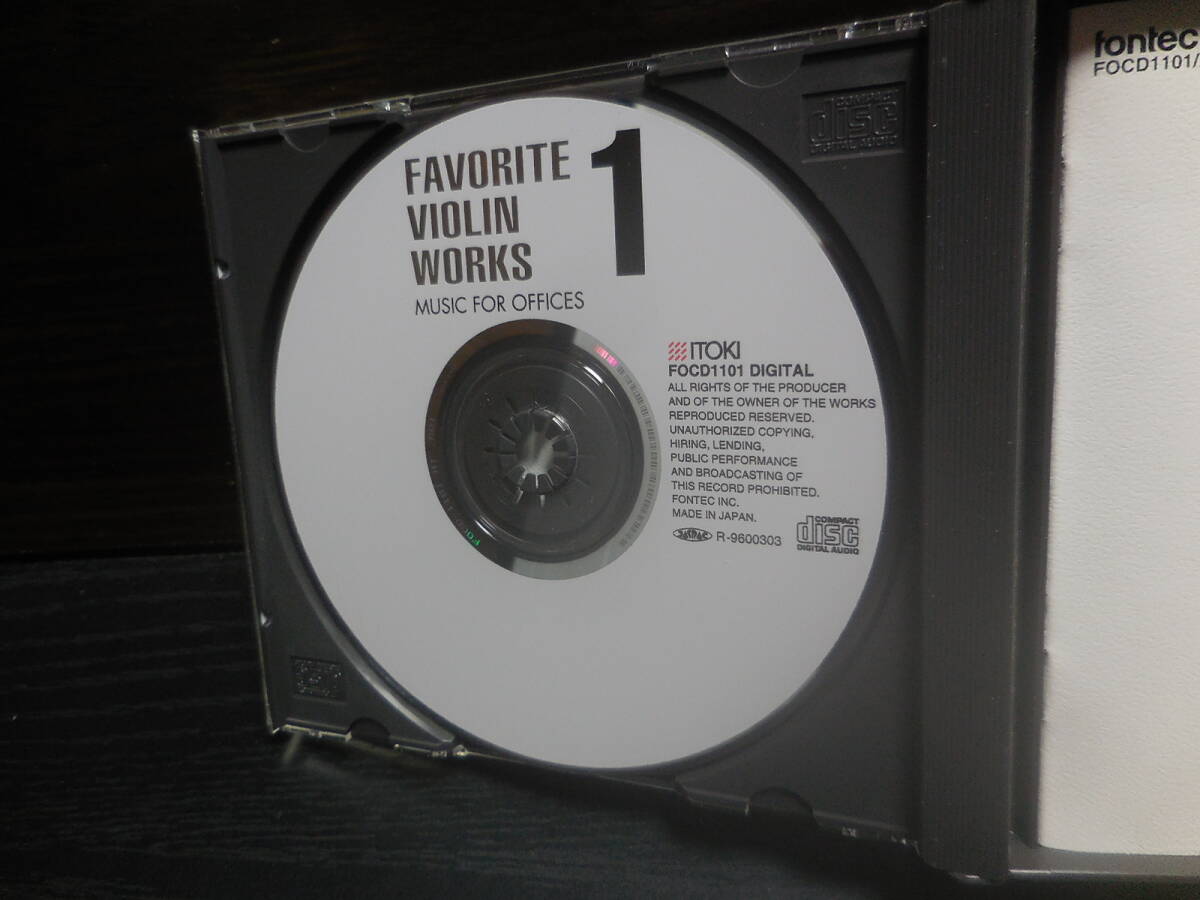 FAVORITE
VIOLIN
WORKS
1
MUSIC FOR OFFICES
ITOKI
FOCD1101 DIGITAL
ALL RIGHTS OF THE PRODUCER
AND OF THE OWNER OF THE WORKS
REPRODUCED RESERVED.
UNAUTHORIZED COPYING,
HIRING, LENDING,
PUBLIC PERFORMANCE
AND BROADCASTING OF
THIS RECORD PROHIBITED.
FONTEC INC.
MADE IN JAPAN.
JASRAC R-9600303
COMPACT
disc
DIGITAL AUDIO
COMPACT
disc
DIGITAL AUDIO
fontec
FOCD1101/